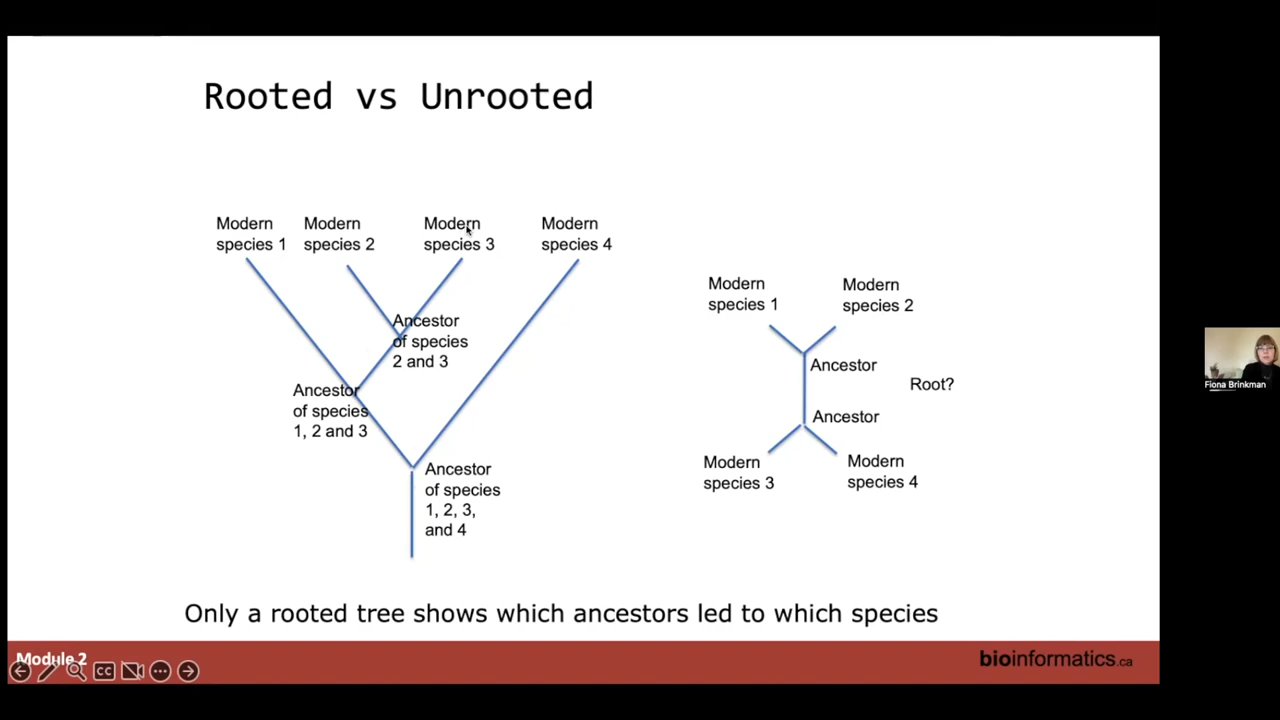 Rooted vs Unrooted
Modern
species 1
Modern
species 2
Modern
species 3
Modern
species 4
Ancestor
of species
2 and 3
Ancestor
of species
1, 2 and 3
Ancestor
of species
1, 2, 3,
and 4
Modern
species 1
Modern
species 2
Ancestor
Root?
Ancestor
Modern
species 3
Modern
species 4
Only a rooted tree shows which ancestors led to which species
Module 2
CC
bioinformatics.ca
Fiona Brinkman